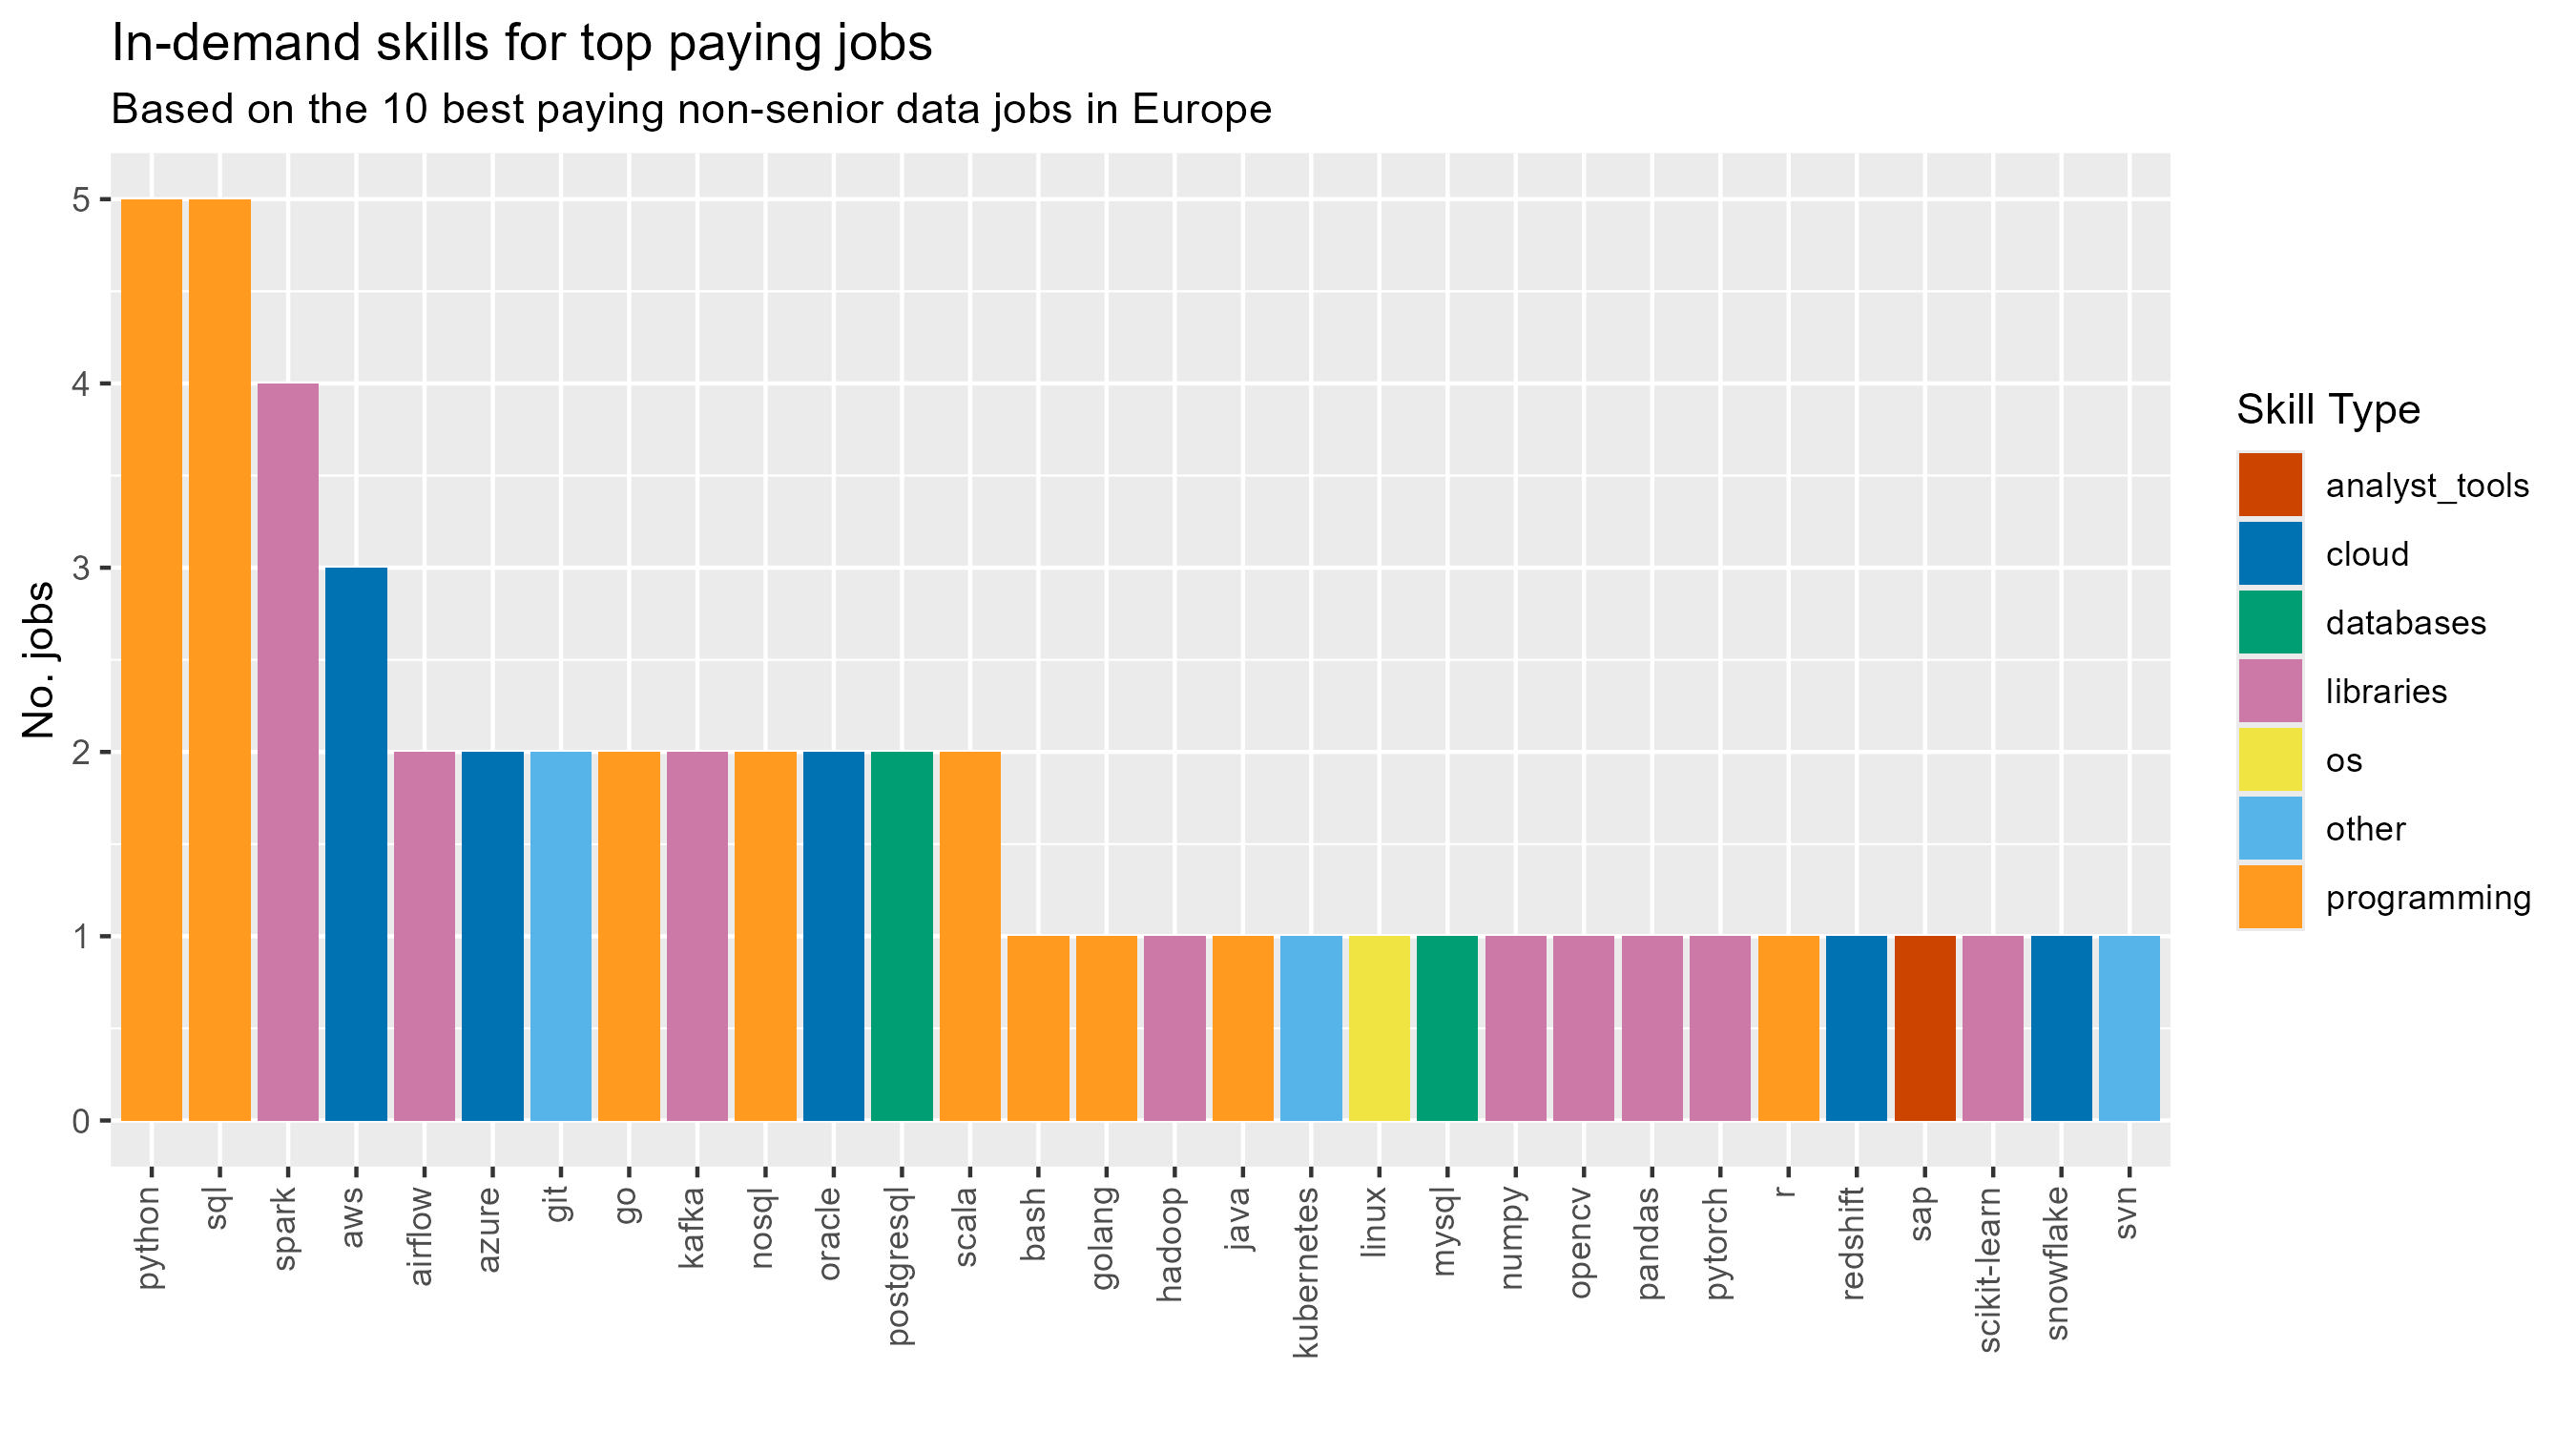 In-demand skills for top paying jobs
Based on the 10 best paying non-senior data jobs in Europe
No. jobs
5
4
3
2
1
0
python
sql
spark
aws
airflow
azure
git
go
kafka
nosql
oracle
postgresql
scala
bash
golang
hadoop
java
kubernetes
linux
mysql
numpy
opencv
pandas
pytorch
r
redshift
sap
scikit-learn
snowflake
svn
Skill Type
analyst_tools
cloud
databases
libraries
os
other
programming